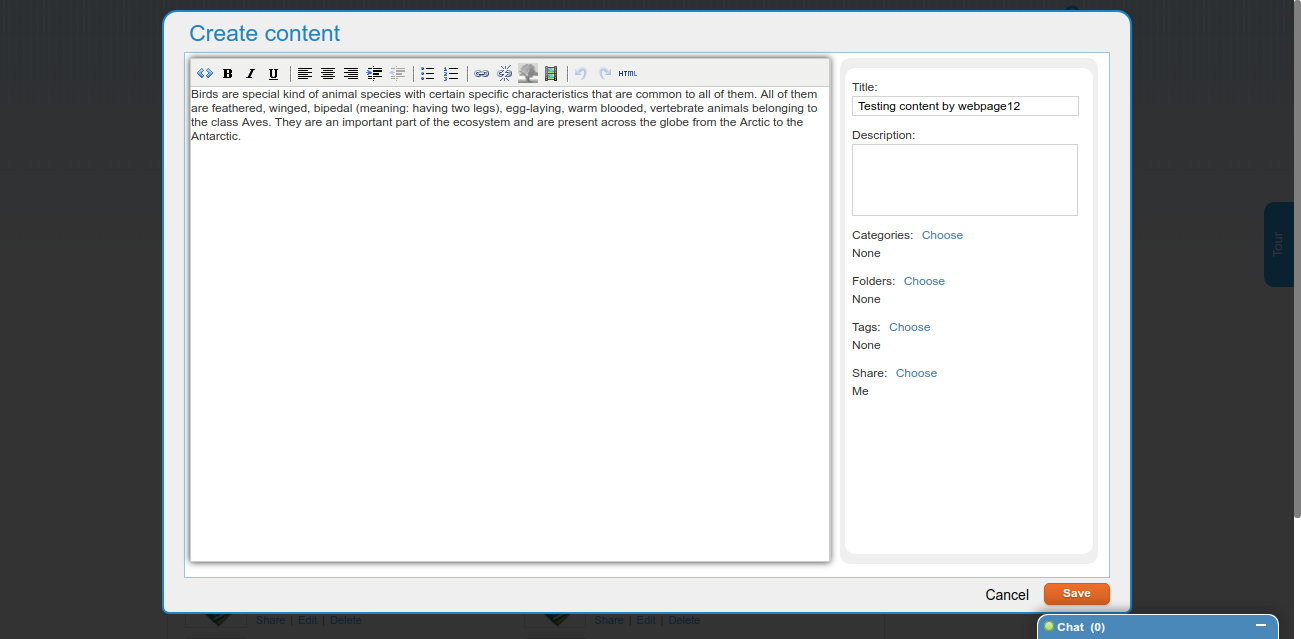 Create content
B I U HTML
Birds are special kind of animal species with certain specific characteristics that are common to all of them. All of them
are feathered, winged, bipedal (meaning: having two legs), egg-laying, warm blooded, vertebrate animals belonging to
the class Aves. They are an important part of the ecosystem and are present across the globe from the Arctic to the
Antarctic.
Title:
Testing content by webpage12
Description:
Categories: Choose
None
Folders: Choose
None
Tags: Choose
None
Share: Choose
Me
Tour
Cancel Save
Share | Edit | Delete Share | Edit | Delete
Chat (0)